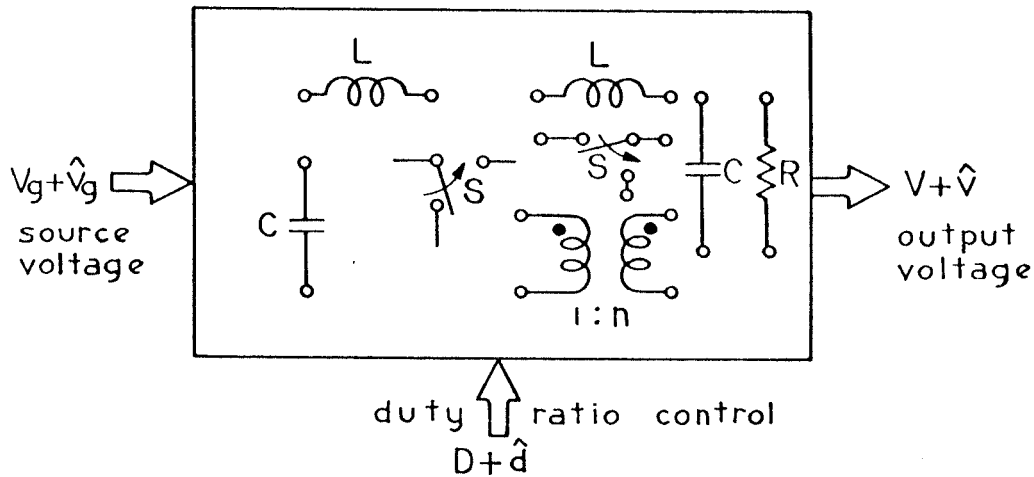 L
L
Vg+v̂g
source
voltage
C
S
S
C
R
V+v̂
output
voltage
1:n
duty ratio control
D+d̂